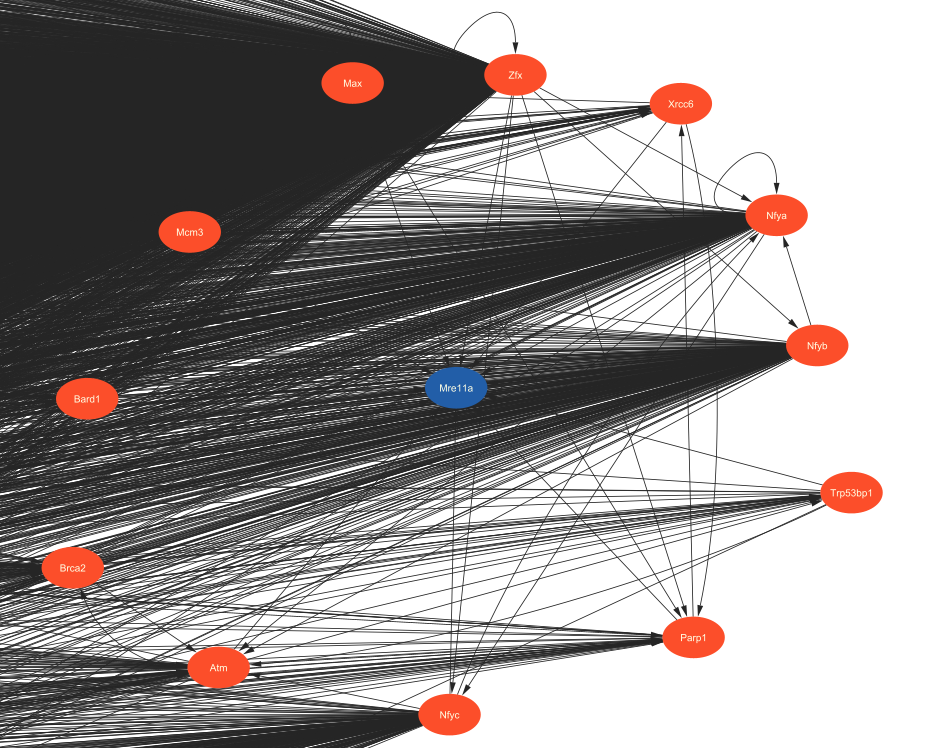 Zfx
Max
Xrcc6
Nfya
Mcm3
Nfyb
Mre11a
Bard1
Trp53bp1
Brca2
Parp1
Atm
Nfyc